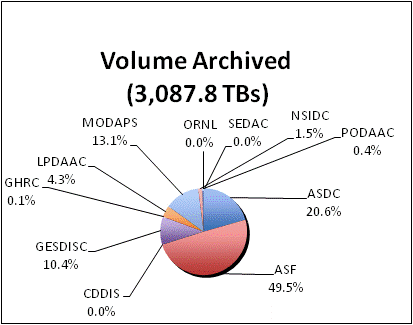 Volume Archived
(3,087.8 TBs)
MODAPS
13.1%
ORNL
0.0%
SEDAC
0.0%
NSIDC
1.5%
PODAAC
0.4%
LPDAAC
4.3%
GHRC
0.1%
ASDC
20.6%
GESDISC
10.4%
CDDIS
0.0%
ASF
49.5%